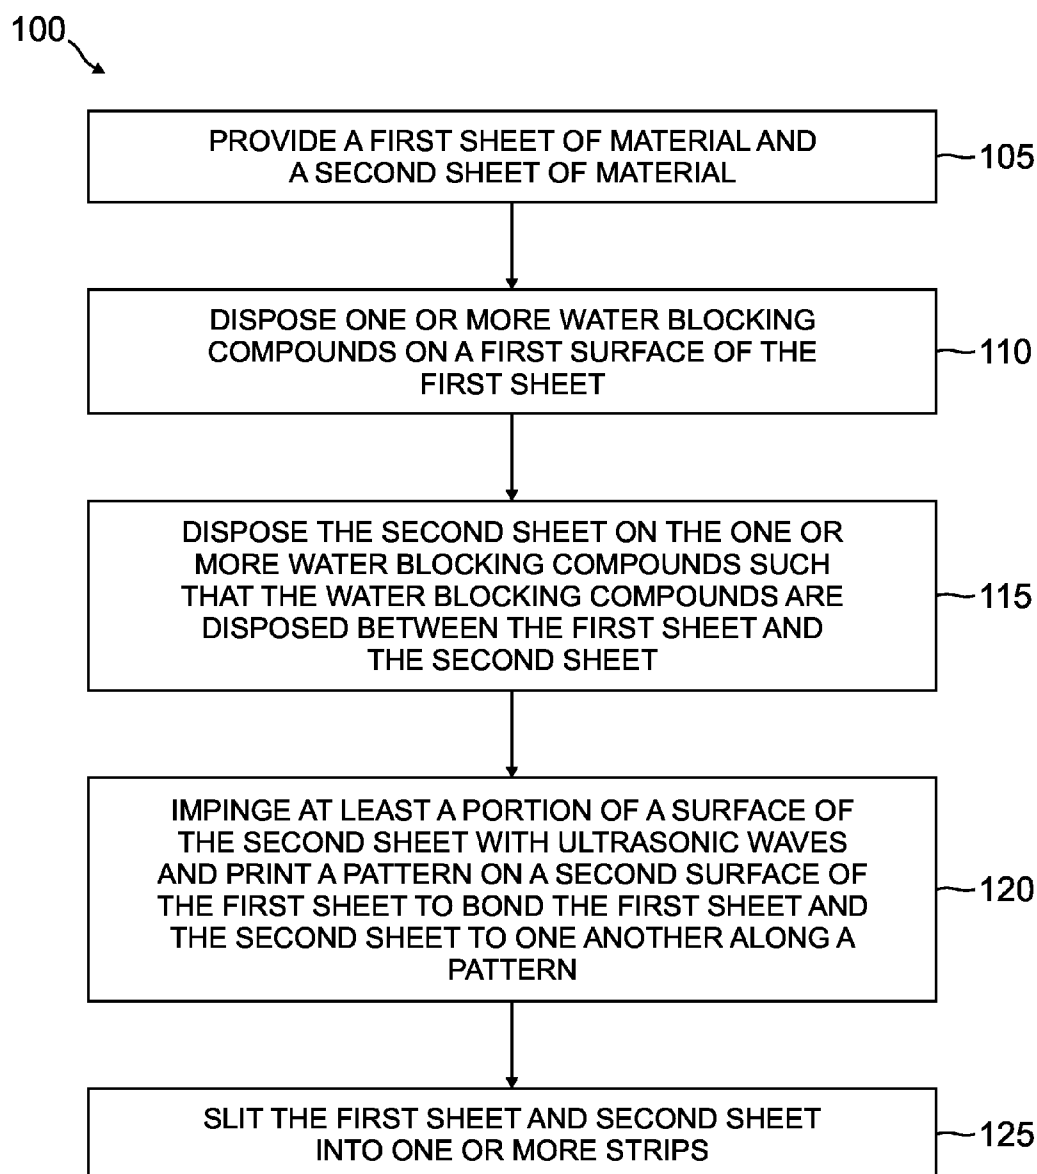 100
PROVIDE A FIRST SHEET OF MATERIAL AND
A SECOND SHEET OF MATERIAL
105
DISPOSE ONE OR MORE WATER BLOCKING
COMPOUNDS ON A FIRST SURFACE OF THE
FIRST SHEET
110
DISPOSE THE SECOND SHEET ON THE ONE OR
MORE WATER BLOCKING COMPOUNDS SUCH
THAT THE WATER BLOCKING COMPOUNDS ARE
DISPOSED BETWEEN THE FIRST SHEET AND
THE SECOND SHEET
115
IMPINGE AT LEAST A PORTION OF A SURFACE OF
THE SECOND SHEET WITH ULTRASONIC WAVES
AND PRINT A PATTERN ON A SECOND SURFACE OF
THE FIRST SHEET TO BOND THE FIRST SHEET AND
THE SECOND SHEET TO ONE ANOTHER ALONG A
PATTERN
120
SLIT THE FIRST SHEET AND SECOND SHEET
INTO ONE OR MORE STRIPS
125